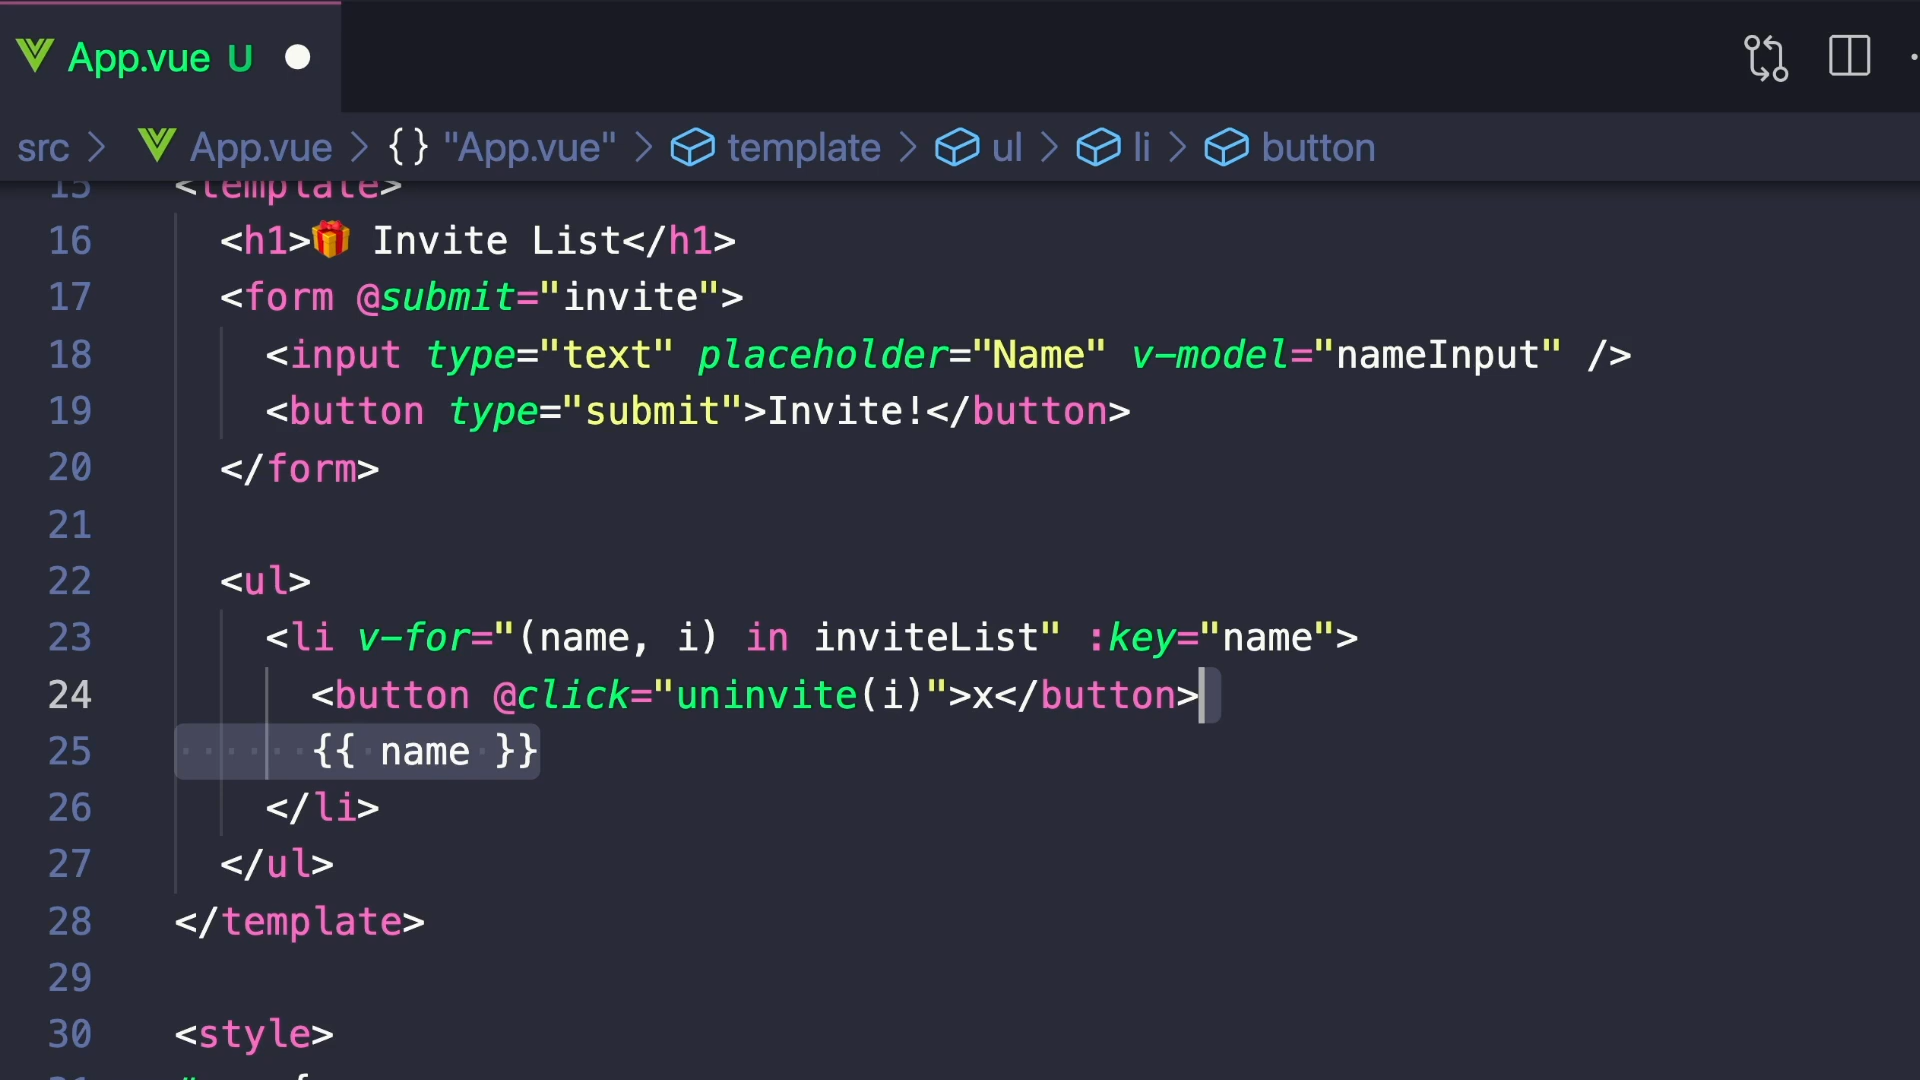 App.vue U
src > App.vue > {} "App.vue" > template > ul > li > button
15 <template>
16 <h1>🎁 Invite List</h1>
17 <form @submit="invite">
18 <input type="text" placeholder="Name" v-model="nameInput" />
19 <button type="submit">Invite!</button>
20 </form>
21
22 <ul>
23 <li v-for="(name, i) in inviteList" :key="name">
24 <button @click="uninvite(i)">x</button>
25 {{ name }}
26 </li>
27 </ul>
28 </template>
29
30 <style>